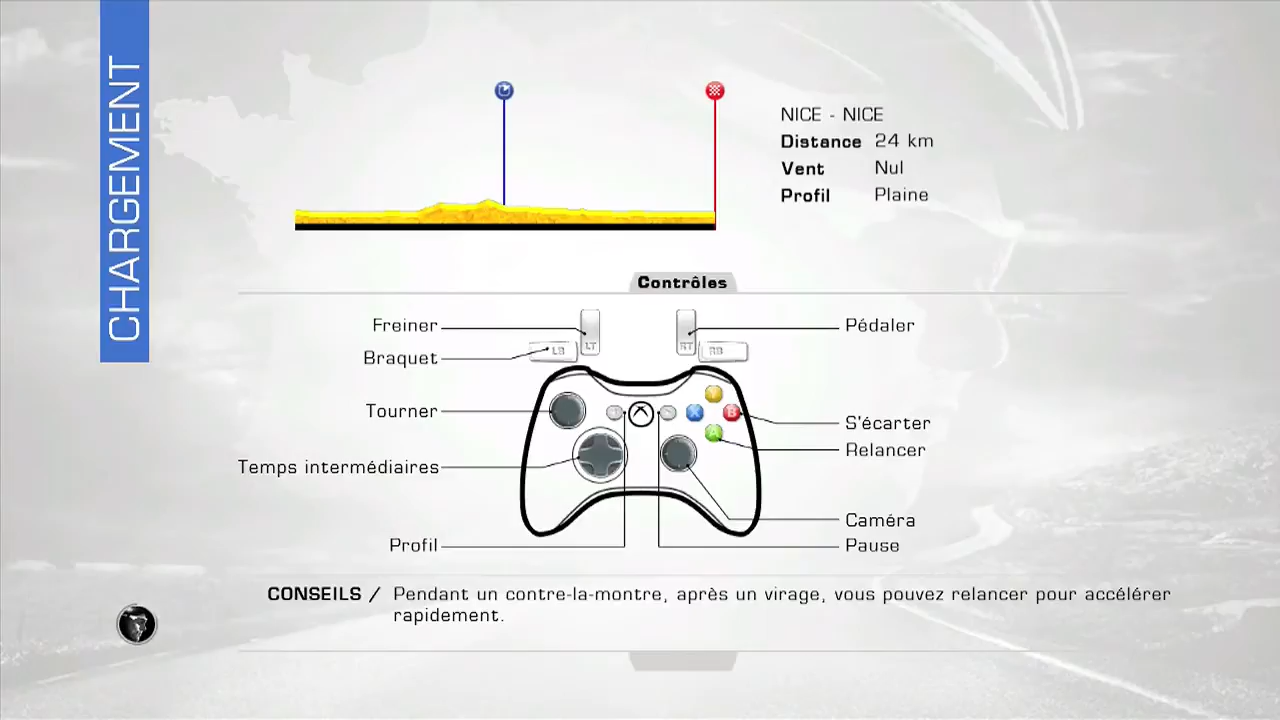 CHARGEMENT
NICE - NICE
Distance 24 km
Vent Nul
Profil Plaine
Contrôles
Freiner
Pédaler
LT
RT
LB
RB
Braquet
Y
X
B
A
Tourner
S'écarter
Relancer
Temps intermédiaires
Caméra
Profil
Pause
CONSEILS / Pendant un contre-la-montre, après un virage, vous pouvez relancer pour accélérer
rapidement.